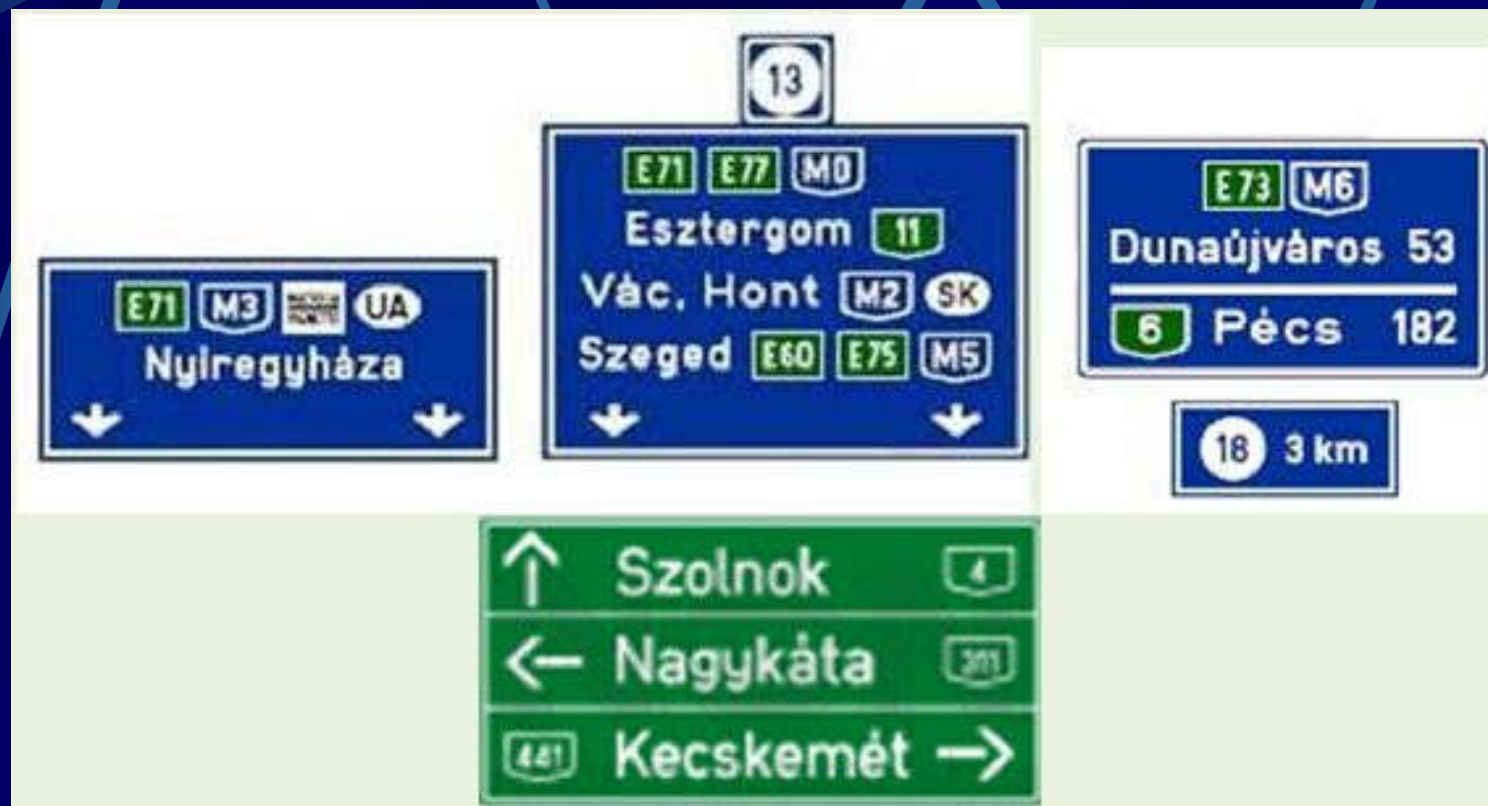 E71 M3 UA
Nyiregyháza
13
E71 E77 M0
Esztergom 11
Vác, Hont M2 SK
Szeged E60 E75 M5
E73 M6
Dunaújváros 53
6 Pécs 182
18 3 km
Szolnok 4
Nagykáta 311
441 Kecskemét